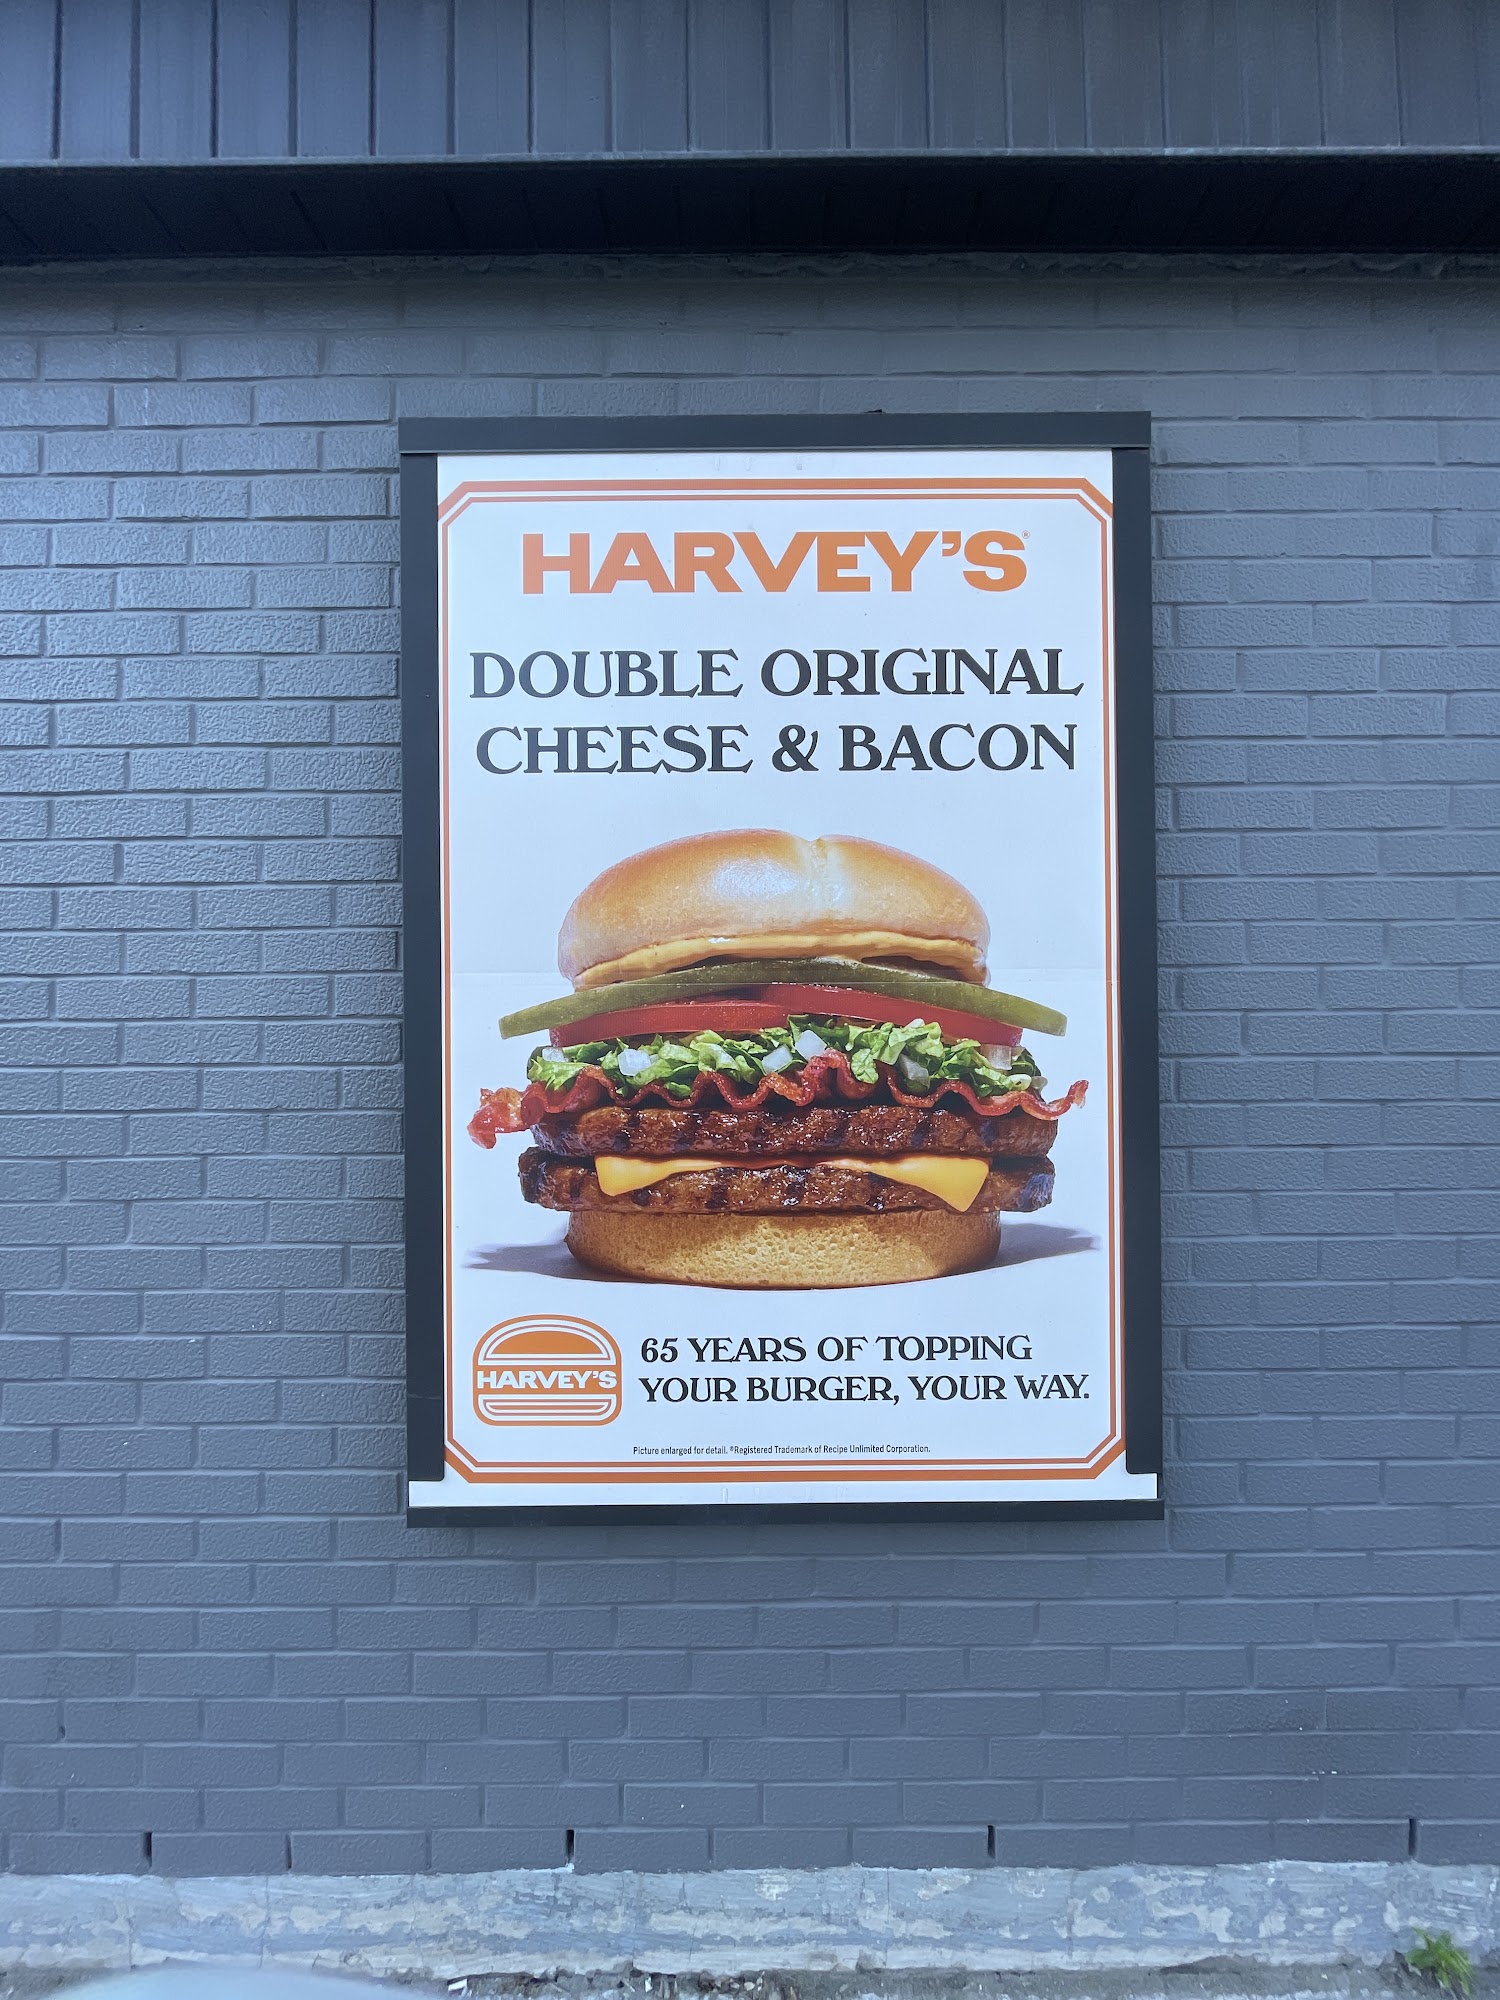 HARVEY'S®
DOUBLE ORIGINAL
CHEESE & BACON
HARVEY'S
65 YEARS OF TOPPING
YOUR BURGER, YOUR WAY.
Picture enlarged for detail. ®Registered Trademark of Recipe Unlimited Corporation.